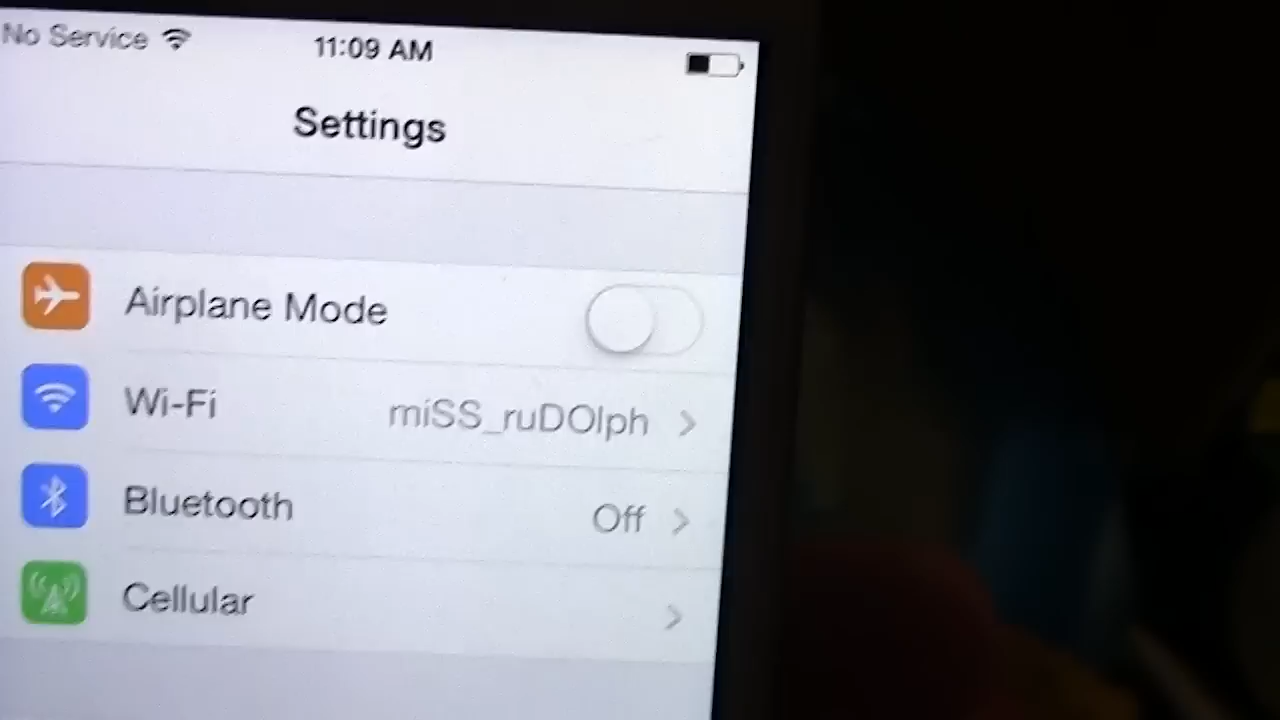 No Service 11:09 AM
Settings
Airplane Mode
Wi-Fi miSS_ruDOlph
Bluetooth Off
Cellular